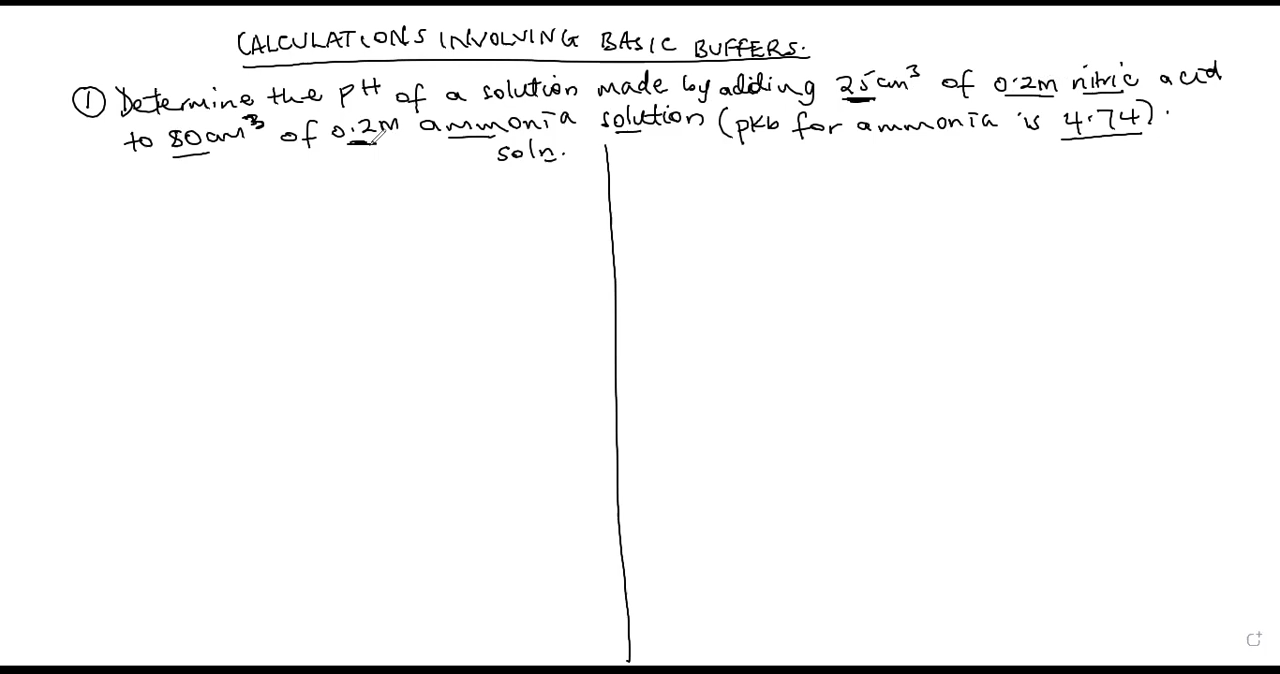 CALCULATIONS INVOLVING BASIC BUFFERS.
① Determine the pH of a solution made by adding 25cm³ of 0.2M nitric acid
to 80cm³ of 0.2M ammonia solution (pKb for ammonia is 4.74).
soln.